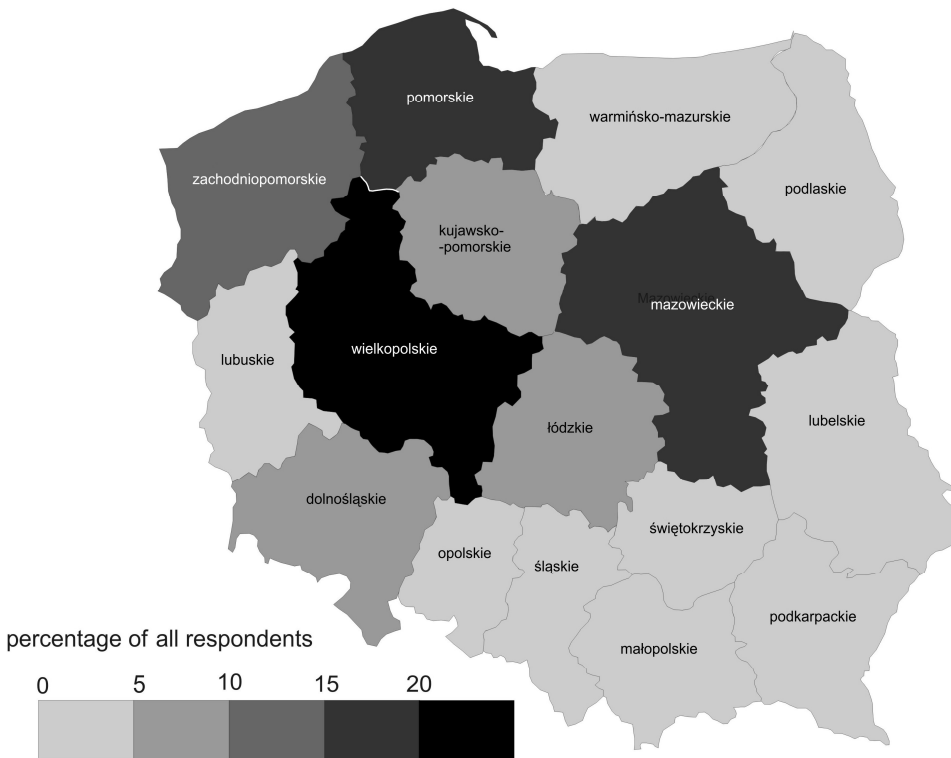 pomorskie
warmińsko-mazurskie
zachodniopomorskie
podlaskie
kujawsko-
-pomorskie
Mazowieckie
mazowieckie
wielkopolskie
lubuskie
łódzkie
lubelskie
dolnośląskie
świętokrzyskie
opolskie
śląskie
podkarpackie
małopolskie
percentage of all respondents
0 5 10 15 20